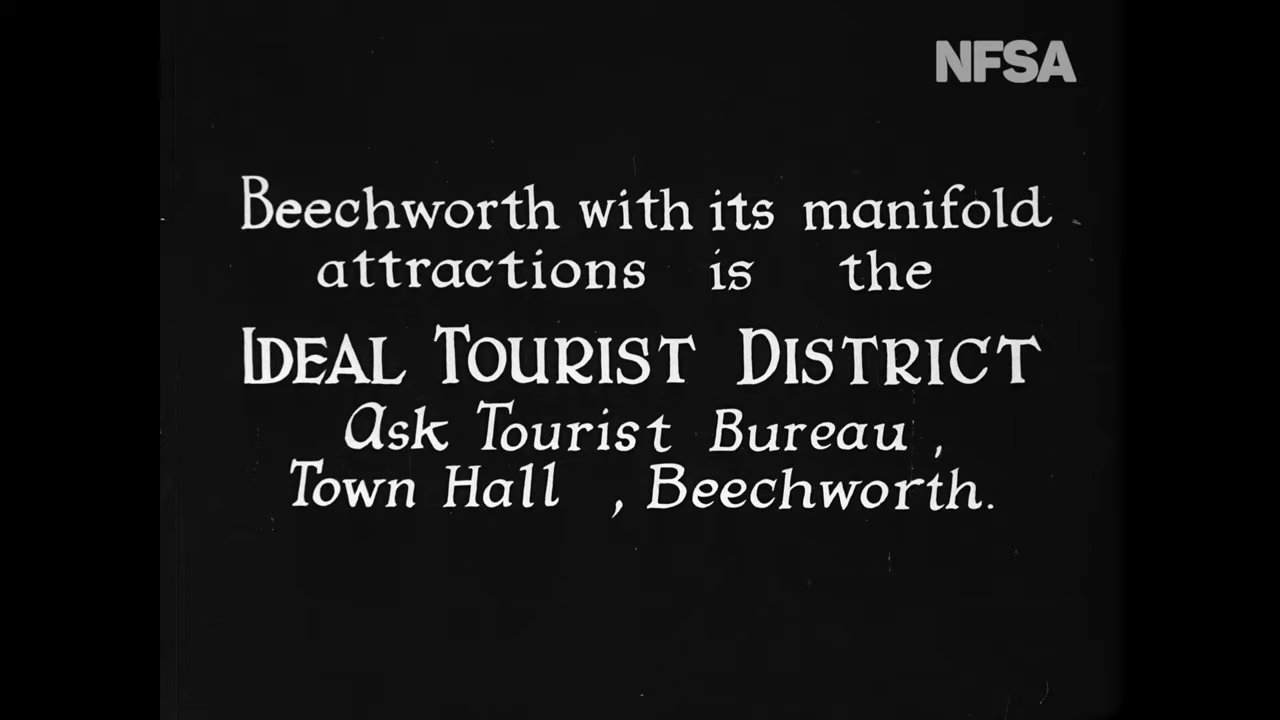 NFSA
Beechworth with its manifold
attractions is the
IDEAL TOURIST DISTRICT
Ask Tourist Bureau,
Town Hall, Beechworth.